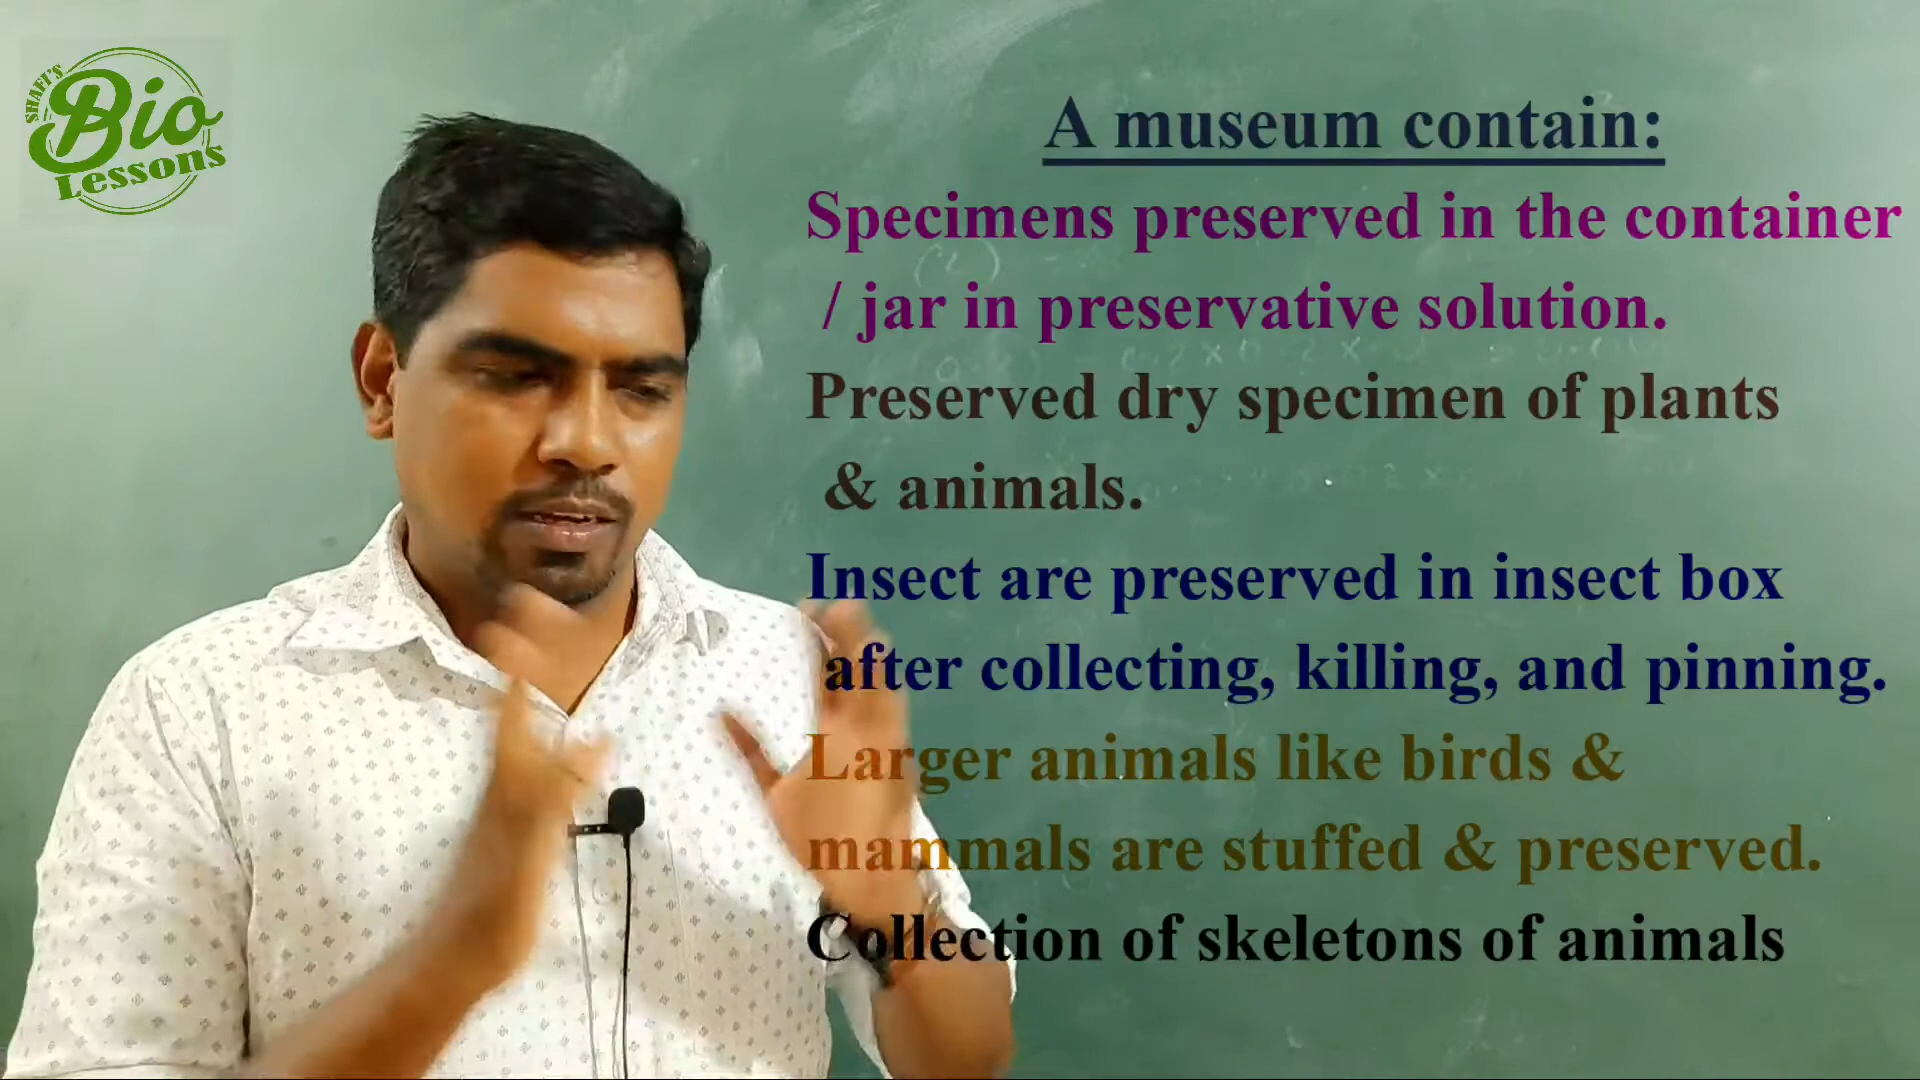 SHAFI'S
Bio
Lessons
A museum contain:
Specimens preserved in the container
/ jar in preservative solution.
Preserved dry specimen of plants
& animals.
Insect are preserved in insect box
after collecting, killing, and pinning.
Larger animals like birds &
mammals are stuffed & preserved.
Collection of skeletons of animals